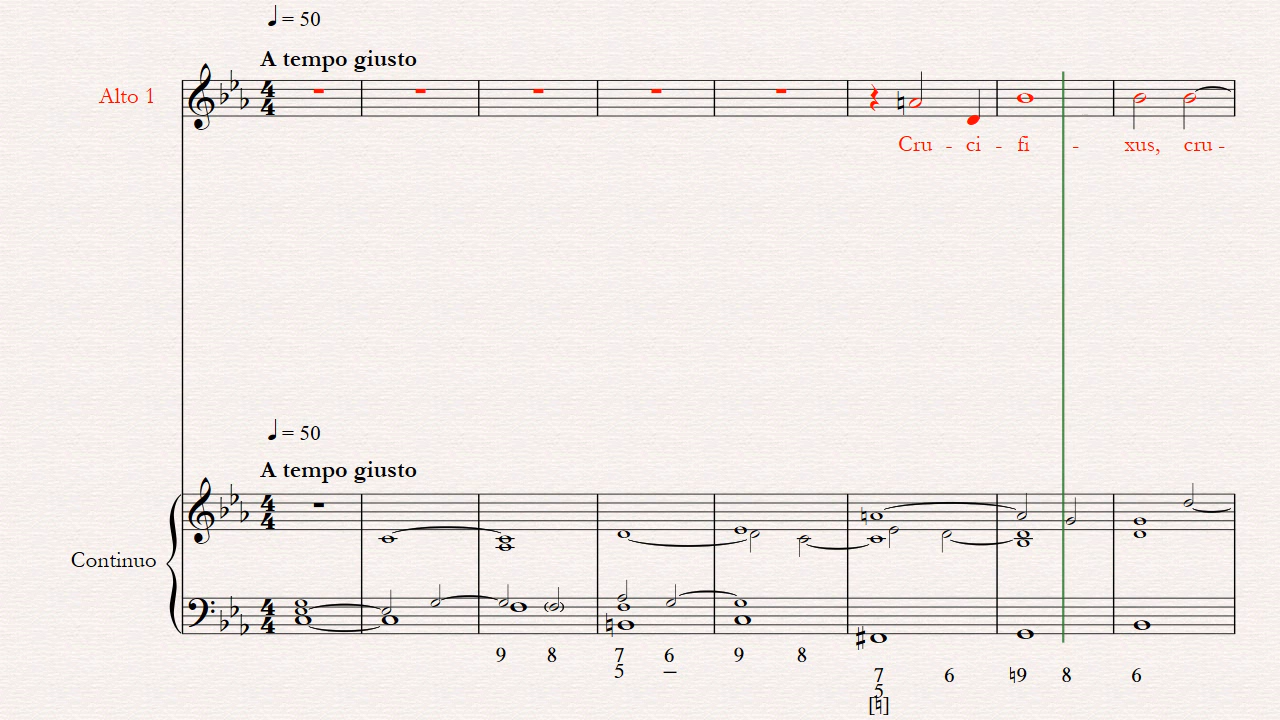 ♩ = 50
A tempo giusto
Alto 1
Cru - ci - fi - xus, cru -
♩ = 50
A tempo giusto
Continuo
9 8 7 6 9 8
5 –
7 6 ♮9 8 6
5
[♮]